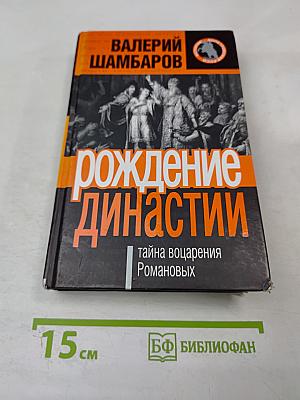 ВАЛЕРИЙ
ШАМБАРОВ
рождение
династии
тайна воцарения
Романовых
15 см
БФ БИБЛИОФАН